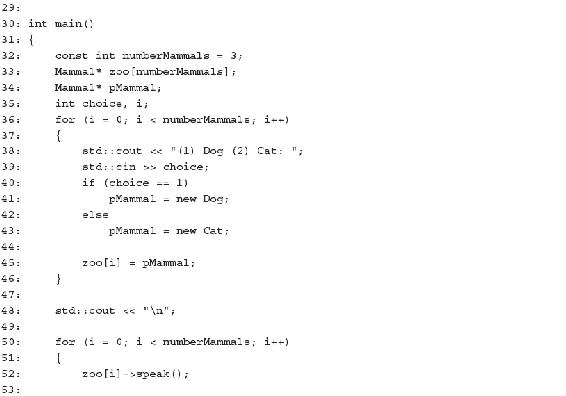 29:
30: int main()
31: {
32:     const int numberMammals = 3;
33:     Mammal* zoo[numberMammals];
34:     Mammal* pMammal;
35:     int choice, i;
36:     for (i = 0; i < numberMammals; i++)
37:     {
38:         std::cout << "(1) Dog (2) Cat: ";
39:         std::cin >> choice;
40:         if (choice == 1)
41:             pMammal = new Dog;
42:         else
43:             pMammal = new Cat;
44:
45:         zoo[i] = pMammal;
46:     }
47:
48:     std::cout << "\n";
49:
50:     for (i = 0; i < numberMammals; i++)
51:     {
52:         zoo[i]->speak();
53: